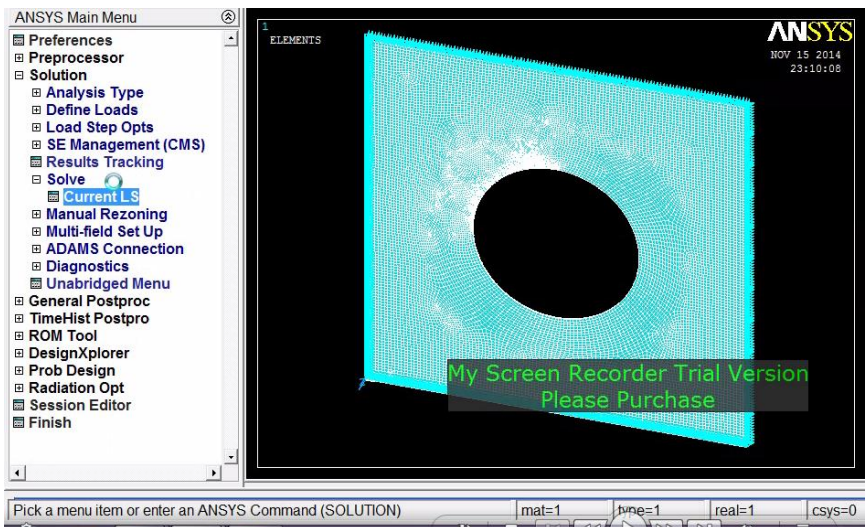 ANSYS Main Menu
Preferences
Preprocessor
Solution
Analysis Type
Define Loads
Load Step Opts
SE Management (CMS)
Results Tracking
Solve
Current LS
Manual Rezoning
Multi-field Set Up
ADAMS Connection
Diagnostics
Unabridged Menu
General Postproc
TimeHist Postpro
ROM Tool
DesignXplorer
Prob Design
Radiation Opt
Session Editor
Finish
1
ELEMENTS
ANSYS
NOV 15 2014
23:10:08
My Screen Recorder Trial Version
Please Purchase
Pick a menu item or enter an ANSYS Command (SOLUTION)
mat=1
type=1
real=1
csys=0